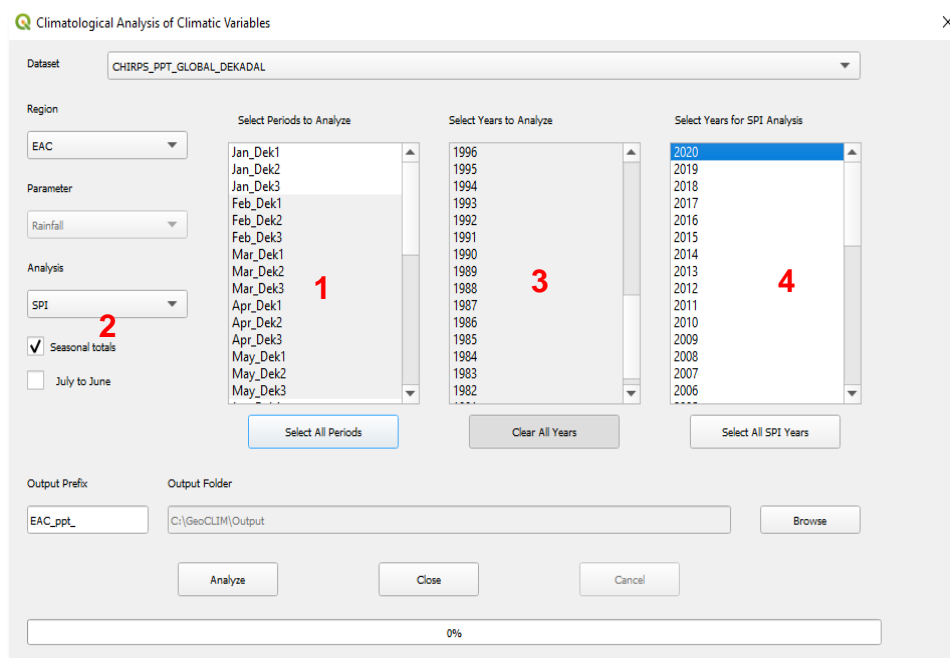 Climatological Analysis of Climatic Variables
Dataset
CHIRPS_PPT_GLOBAL_DEKADAL
Region
EAC
Parameter
Rainfall
Analysis
SPI
2
Seasonal totals
July to June
Select Periods to Analyze
Jan_Dek1
Jan_Dek2
Jan_Dek3
Feb_Dek1
Feb_Dek2
Feb_Dek3
Mar_Dek1
Mar_Dek2
Mar_Dek3
Apr_Dek1
Apr_Dek2
Apr_Dek3
May_Dek1
May_Dek2
May_Dek3
1
Select All Periods
Select Years to Analyze
1996
1995
1994
1993
1992
1991
1990
1989
1988
1987
1986
1985
1984
1983
1982
3
Clear All Years
Select Years for SPI Analysis
2020
2019
2018
2017
2016
2015
2014
2013
2012
2011
2010
2009
2008
2007
2006
4
Select All SPI Years
Output Prefix
Output Folder
EAC_ppt_
C:\GeoCLIM\Output
Browse
Analyze
Close
Cancel
0%